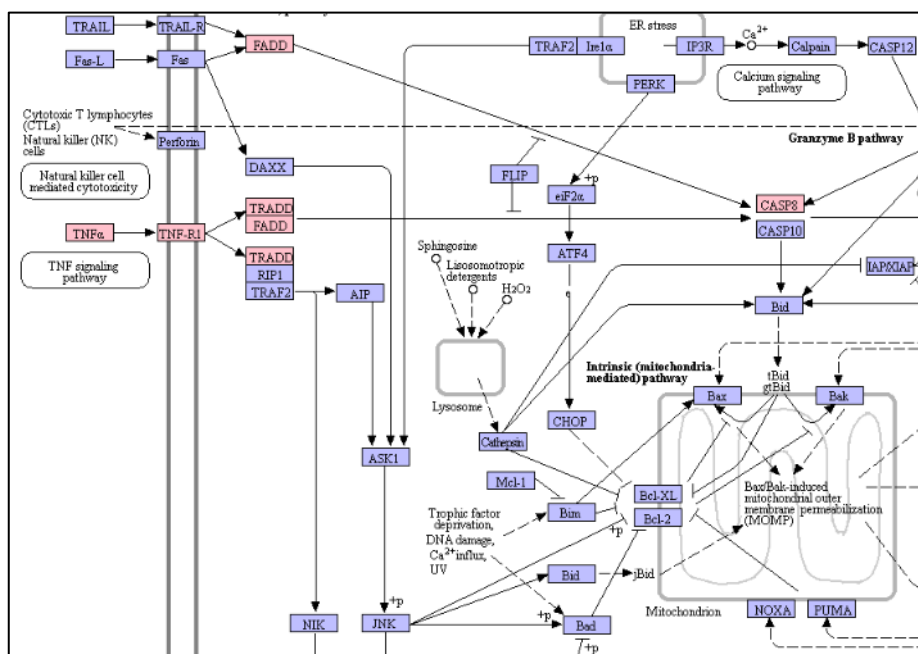 TRAIL
TRAIL-R
FADD
Fas-L
Fas
Cytotoxic T lymphocytes
(CTLs)
Natural killer (NK)
cells
Perforin
Natural killer cell
mediated cytotoxicity
DAXX
TNFα
TNF-R1
TRADD
FADD
TRADD
RIP1
TRAF2
TNF signaling
pathway
AIP
ER stress
TRAF2
Ire1α
IP3R
Ca2+
Calpain
CASP12
PERK
Calcium signaling
pathway
Granzyme B pathway
FLIP
+p
eiF2α
CASP8
CASP10
ATF4
IAP/XIAP
Sphingosine
Lisosomotropic
detergents
H2O2
Bid
Lysosome
Intrinsic (mitochondria-
mediated) pathway
tBid
gtBid
Bax
Bak
CHOP
Cathepsin
ASK1
Mcl-1
Bcl-XL
Bcl-2
Bim
+p
Bax/Bak-induced
mitochondrial outer
membrane permeabilization
(MOMP)
Trophic factor
deprivation,
DNA damage,
Ca2+ influx,
UV
Bid
jBid
+p
+p
NIK
JNK
Bad
+p
Mitochondrion
NOXA
PUMA